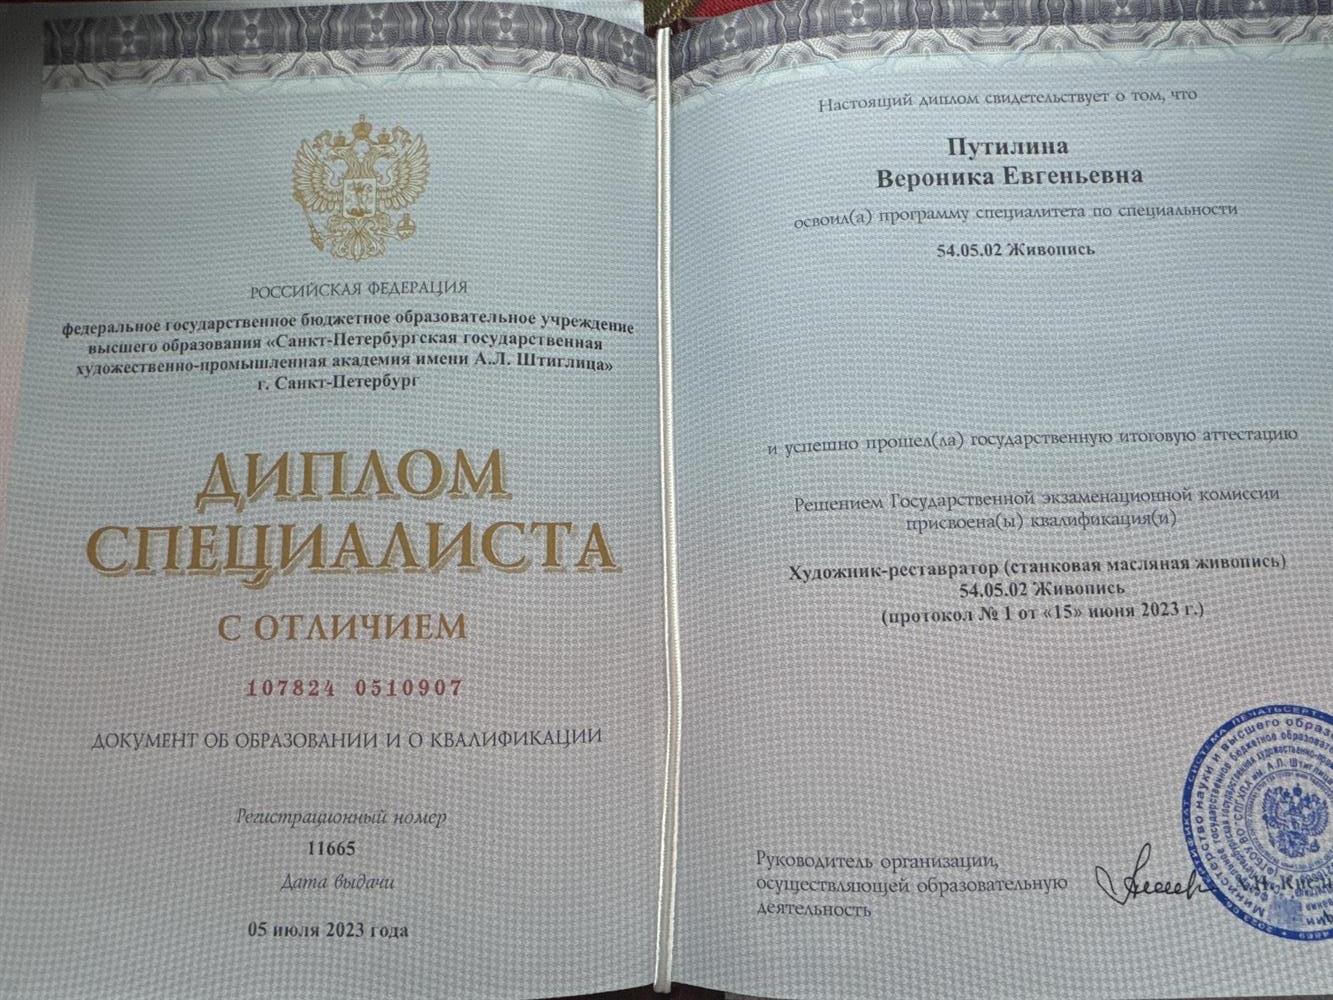 РОССИЙСКАЯ ФЕДЕРАЦИЯ
федеральное государственное бюджетное образовательное учреждение
высшего образования «Санкт-Петербургская государственная
художественно-промышленная академия имени А.Л. Штиглица»
г. Санкт-Петербург
ДИПЛОМ
СПЕЦИАЛИСТА
С ОТЛИЧИЕМ
107824 0510907
ДОКУМЕНТ ОБ ОБРАЗОВАНИИ И О КВАЛИФИКАЦИИ
Регистрационный номер
11665
Дата выдачи
05 июля 2023 года
Настоящий диплом свидетельствует о том, что
Путилина
Вероника Евгеньевна
освоил(а) программу специалитета по специальности
54.05.02 Живопись
и успешно прошел(ла) государственную итоговую аттестацию
Решением Государственной экзаменационной комиссии
присвоена(ы) квалификация(и)
Художник-реставратор (станковая масляная живопись)
54.05.02 Живопись
(протокол № 1 от «15» июня 2023 г.)
Руководитель организации,
осуществляющей образовательную
деятельность